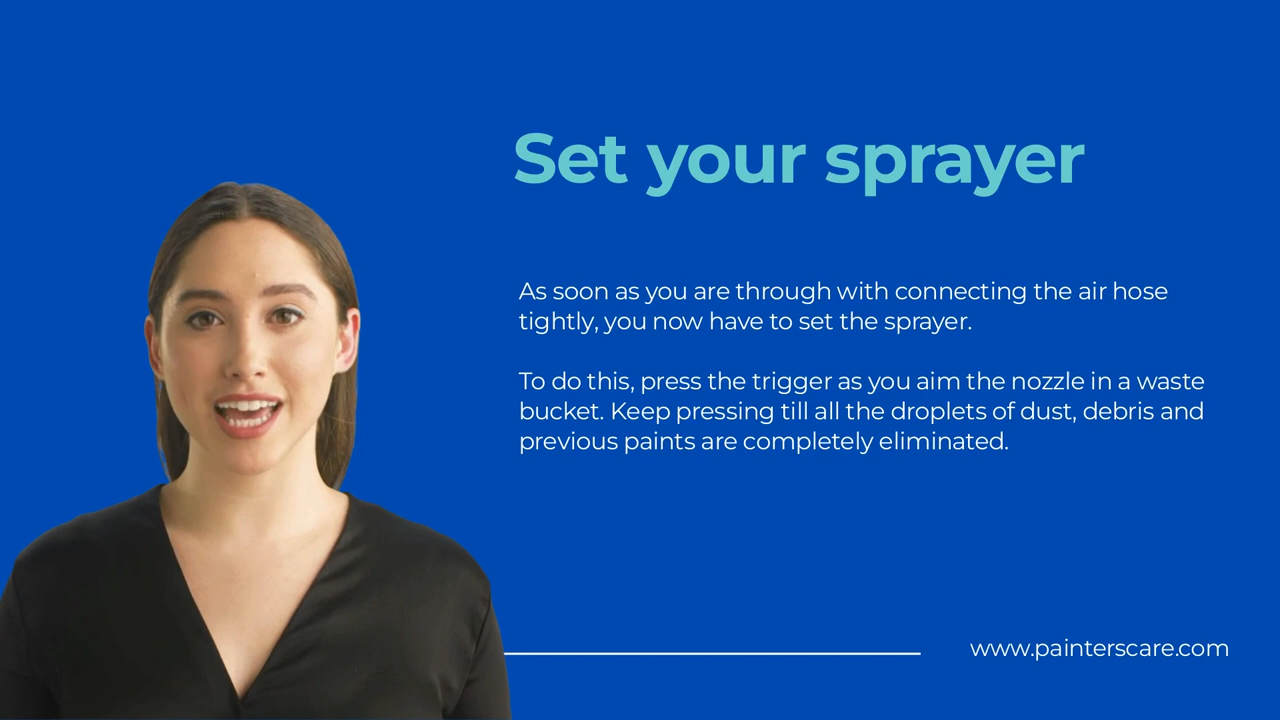 Set your sprayer
As soon as you are through with connecting the air hose
tightly, you now have to set the sprayer.
To do this, press the trigger as you aim the nozzle in a waste
bucket. Keep pressing till all the droplets of dust, debris and
previous paints are completely eliminated.
www.painterscare.com